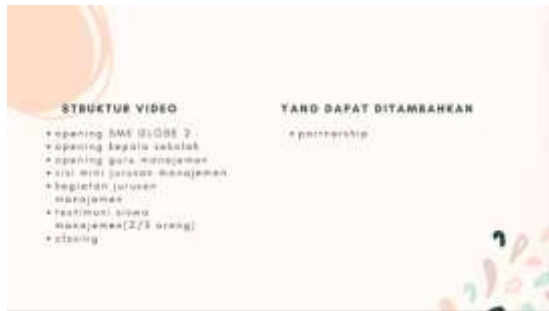 STRUKTUR VIDEO
• opening SMK GLOBE 2
• opening kepala sekolah
• opening guru manajemen
• visi misi jurusan manajemen
• kegiatan jurusan
manajemen
• testimoni siswa
manajemen(2/3 orang)
• closing
YANG DAPAT DITAMBAHKAN
• partnership